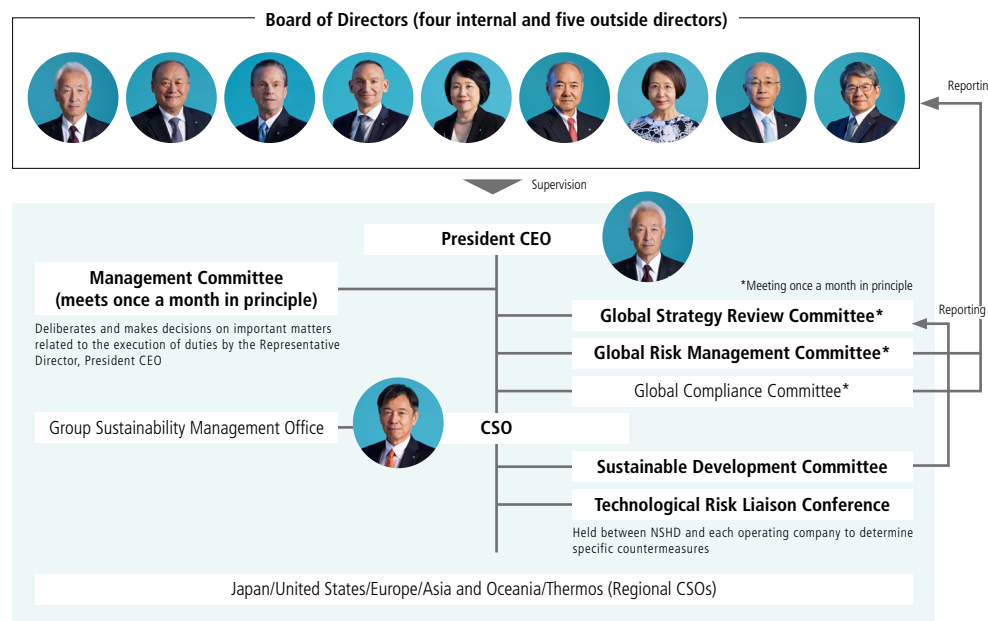 Board of Directors (four internal and five outside directors)
Reportin
Supervision
President CEO
Management Committee
(meets once a month in principle)
*Meeting once a month in principle
Deliberates and makes decisions on important matters
related to the execution of duties by the Representative
Director, President CEO
Global Strategy Review Committee*
Reporting
Global Risk Management Committee*
Global Compliance Committee*
Group Sustainability Management Office
CSO
Sustainable Development Committee
Technological Risk Liaison Conference
Held between NSHD and each operating company to determine
specific countermeasures
Japan/United States/Europe/Asia and Oceania/Thermos (Regional CSOs)